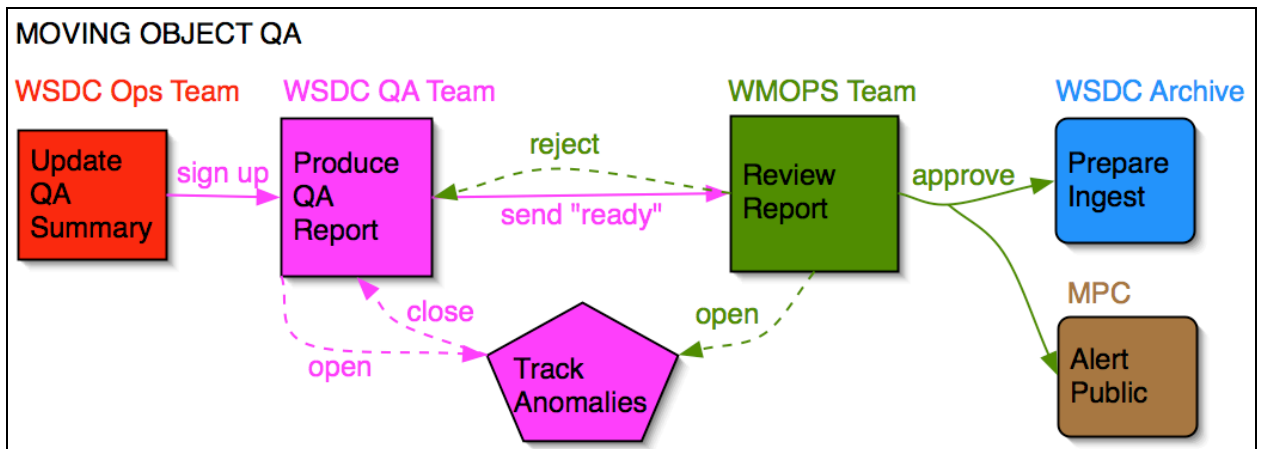 MOVING OBJECT QA
WSDC Ops Team
WSDC QA Team
WMOPS Team
WSDC Archive
Update
QA
Summary
sign up
Produce
QA
Report
reject
send "ready"
Review
Report
approve
Prepare
Ingest
close
open
Track
Anomalies
open
MPC
Alert
Public